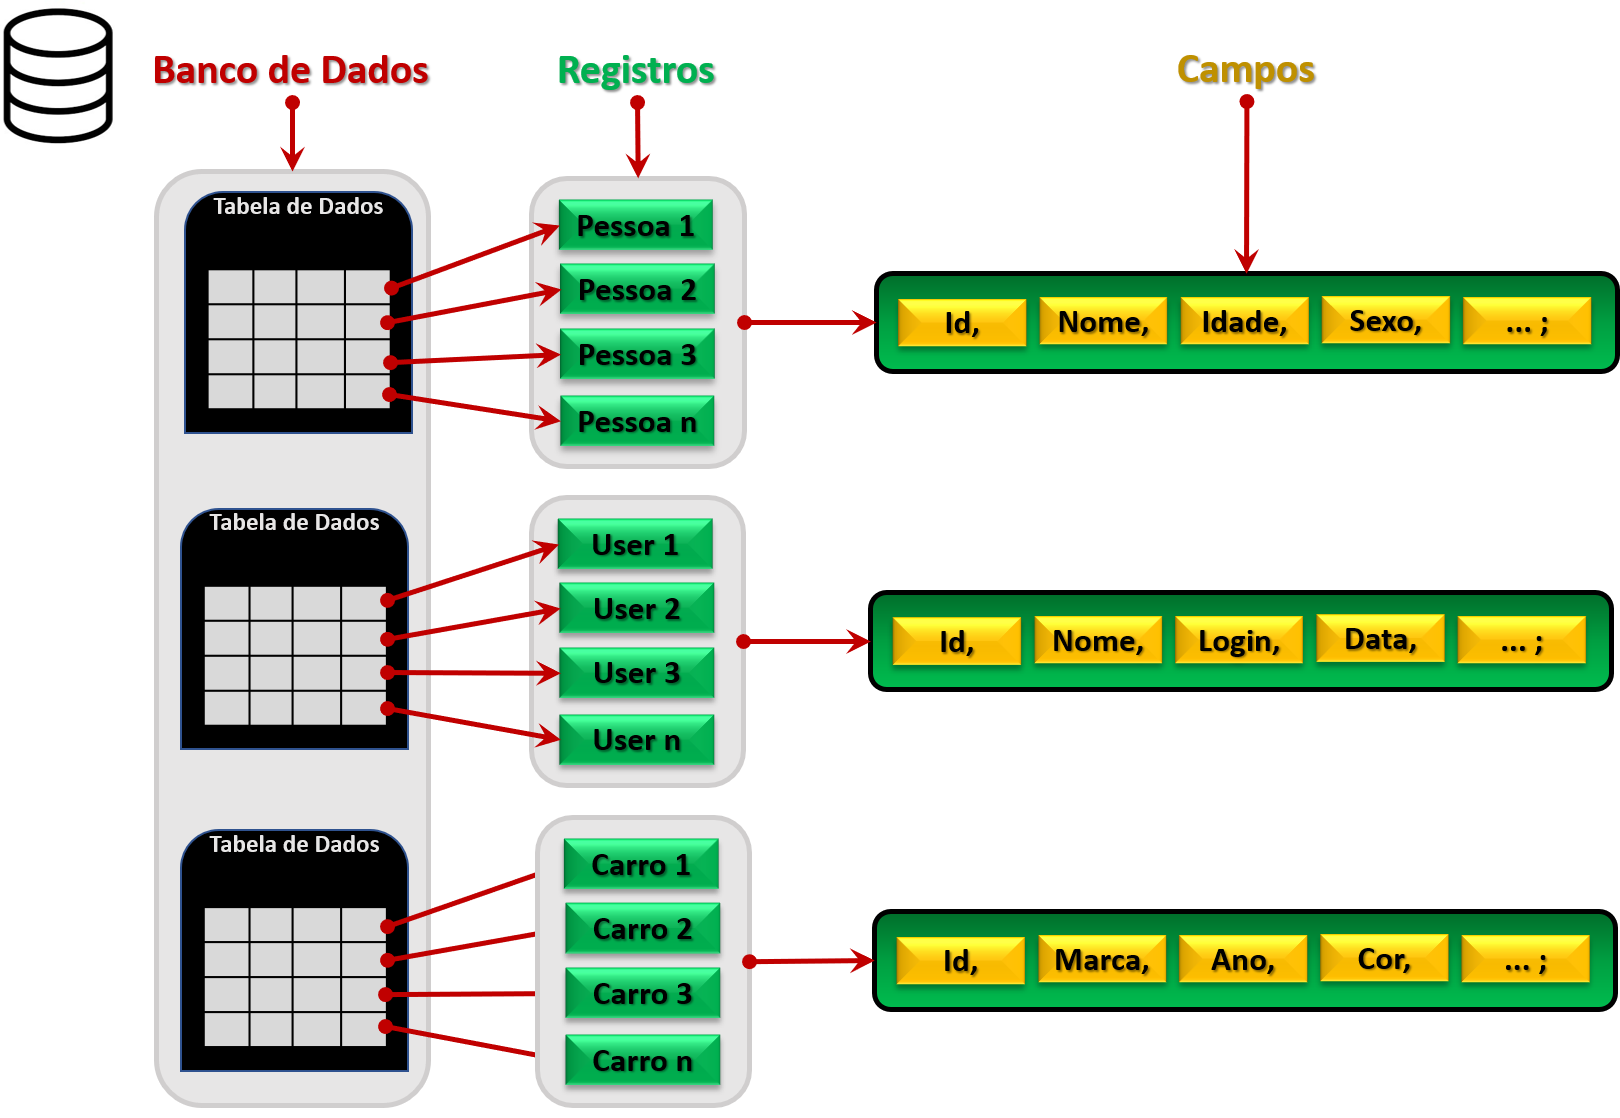 Banco de Dados
Registros
Campos
Tabela de Dados
Pessoa 1
Pessoa 2
Pessoa 3
Pessoa n
Id,
Nome,
Idade,
Sexo,
... ;
Tabela de Dados
User 1
User 2
User 3
User n
Id,
Nome,
Login,
Data,
... ;
Tabela de Dados
Carro 1
Carro 2
Carro 3
Carro n
Id,
Marca,
Ano,
Cor,
... ;